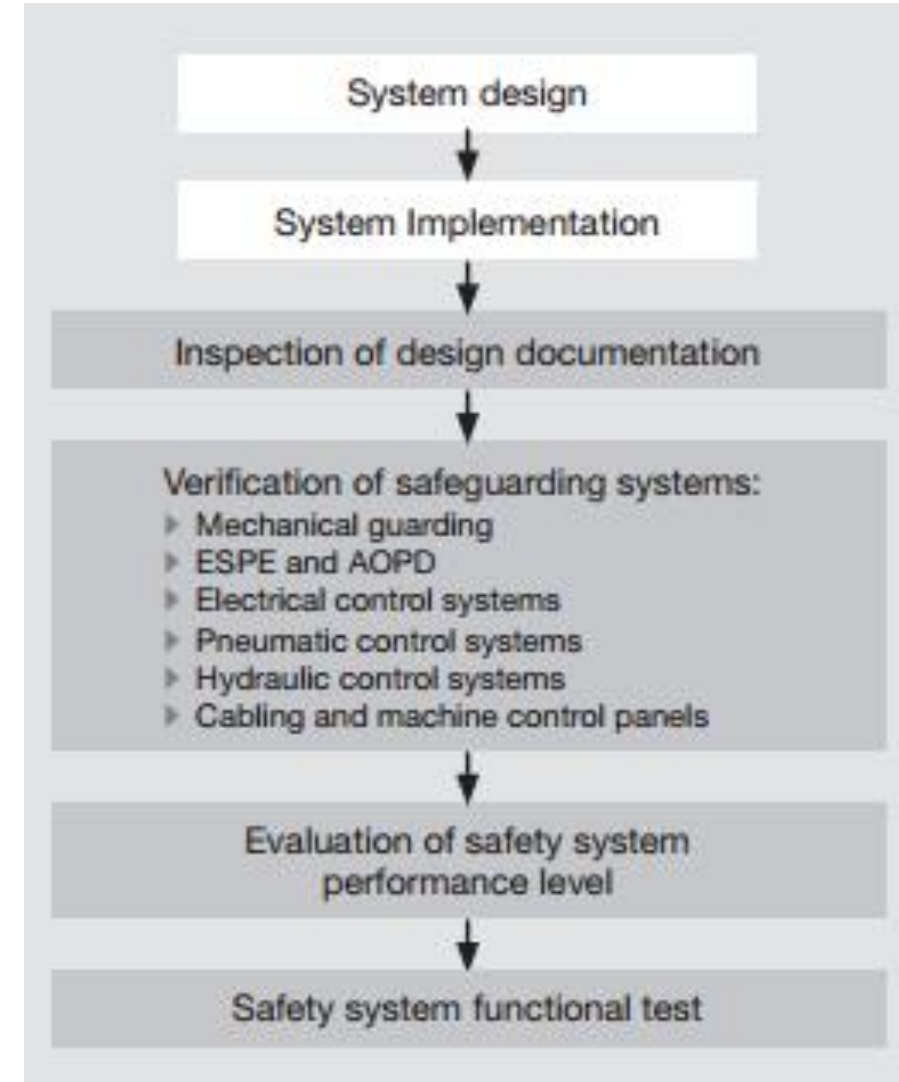 System design
System Implementation
Inspection of design documentation
Verification of safeguarding systems:
Mechanical guarding
ESPE and AOPD
Electrical control systems
Pneumatic control systems
Hydraulic control systems
Cabling and machine control panels
Evaluation of safety system
performance level
Safety system functional test